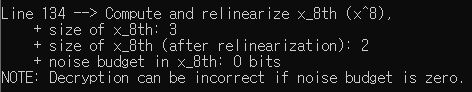 Line 134 --> Compute and relinearize x_8th (x^8),
+ size of x_8th: 3
+ size of x_8th (after relinearization): 2
+ noise budget in x_8th: 0 bits
NOTE: Decryption can be incorrect if noise budget is zero.